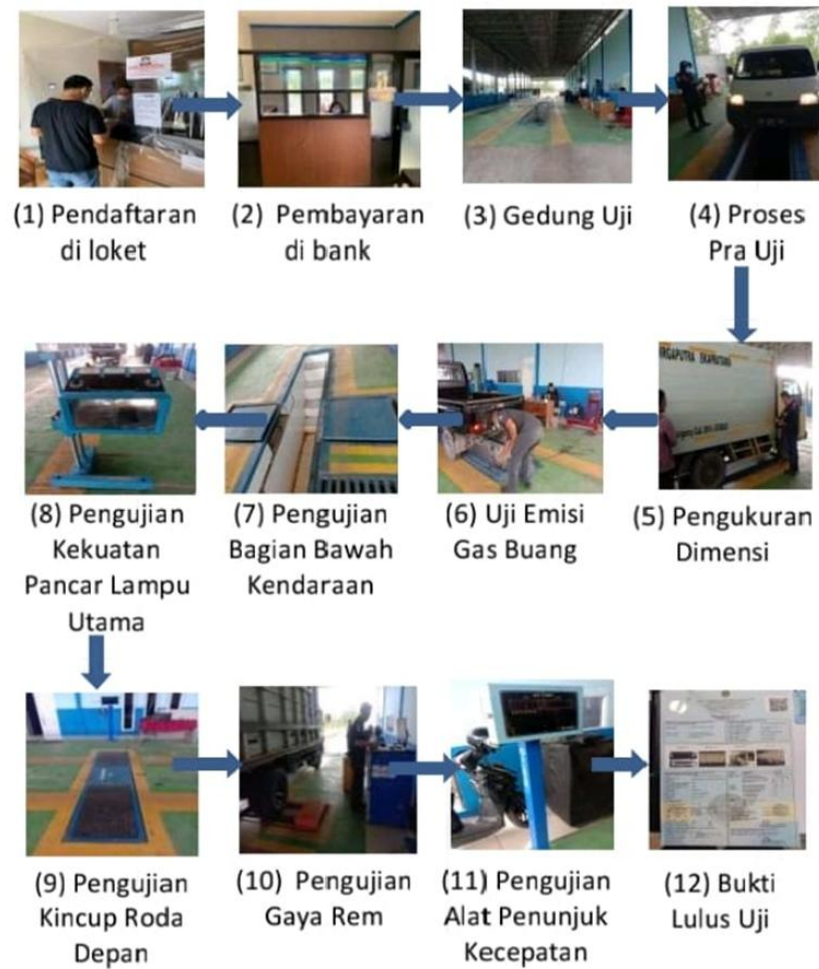 (1) Pendaftaran
di loket
(2) Pembayaran
di bank
(3) Gedung Uji
(4) Proses
Pra Uji
(5) Pengukuran
Dimensi
(6) Uji Emisi
Gas Buang
(7) Pengujian
Bagian Bawah
Kendaraan
(8) Pengujian
Kekuatan
Pancar Lampu
Utama
(9) Pengujian
Kincup Roda
Depan
(10) Pengujian
Gaya Rem
(11) Pengujian
Alat Penunjuk
Kecepatan
(12) Bukti
Lulus Uji